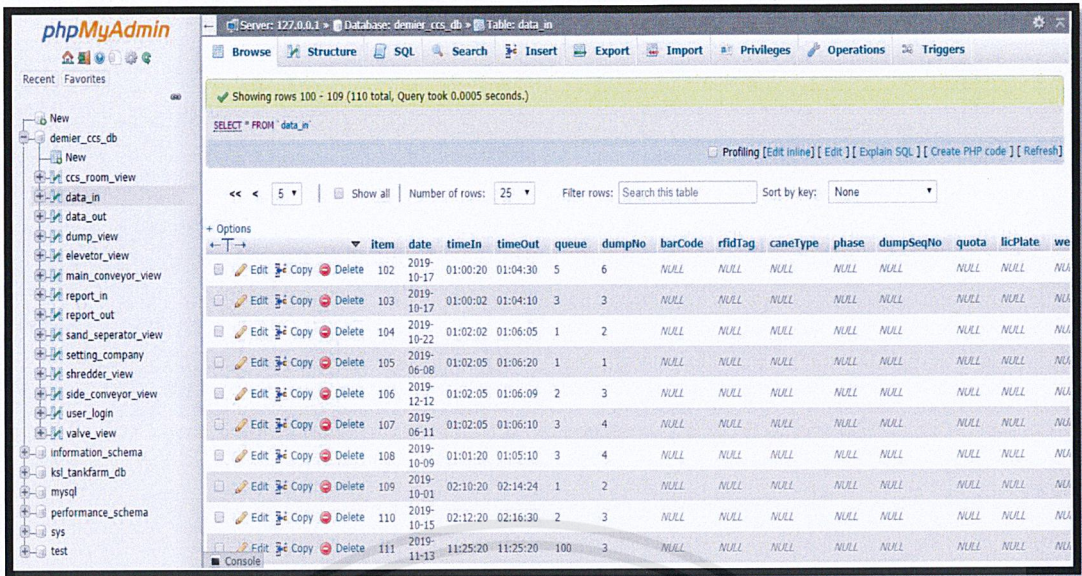 phpMyAdmin
Recent Favorites
New
demier_ccs_db
New
ccs_room_view
data_in
data_out
dump_view
elevetor_view
main_conveyor_view
report_in
report_out
sand_seperator_view
setting_company
shredder_view
side_conveyor_view
user_login
valve_view
information_schema
ksl_tankfarm_db
mysql
performance_schema
sys
test
Server: 127.0.0.1 » Database: demier_ccs_db » Table: data_in
Browse Structure SQL Search Insert Export Import Privileges Operations Triggers
Showing rows 100 - 109 (110 total, Query took 0.0005 seconds.)
SELECT * FROM `data_in`
Profiling [Edit inline] [ Edit ] [ Explain SQL ] [ Create PHP code ] [ Refresh]
<< < 5 Show all Number of rows: 25 Filter rows: Search this table Sort by key: None
+ Options
←T→ item date timeIn timeOut queue dumpNo barCode rfidTag caneType phase dumpSeqNo quota licPlate we
Edit Copy Delete 102 2019-10-17 01:00:20 01:04:30 5 6 NULL NULL NULL NULL NULL NULL NULL NU
Edit Copy Delete 103 2019-10-17 01:00:02 01:04:10 3 3 NULL NULL NULL NULL NULL NULL NULL NU
Edit Copy Delete 104 2019-10-22 01:02:02 01:06:05 1 2 NULL NULL NULL NULL NULL NULL NULL NU
Edit Copy Delete 105 2019-06-08 01:02:05 01:06:20 1 1 NULL NULL NULL NULL NULL NULL NULL NU
Edit Copy Delete 106 2019-12-12 01:02:05 01:06:09 2 3 NULL NULL NULL NULL NULL NULL NULL NU
Edit Copy Delete 107 2019-06-11 01:02:05 01:06:10 3 4 NULL NULL NULL NULL NULL NULL NULL NU
Edit Copy Delete 108 2019-10-09 01:01:20 01:05:10 3 4 NULL NULL NULL NULL NULL NULL NULL NU
Edit Copy Delete 109 2019-10-01 02:10:20 02:14:24 1 2 NULL NULL NULL NULL NULL NULL NULL NU
Edit Copy Delete 110 2019-10-15 02:12:20 02:16:30 2 3 NULL NULL NULL NULL NULL NULL NULL NU
Edit Copy Delete 111 2019-11-13 11:25:20 11:25:20 100 3 NULL NULL NULL NULL NULL NULL NULL NU
Console